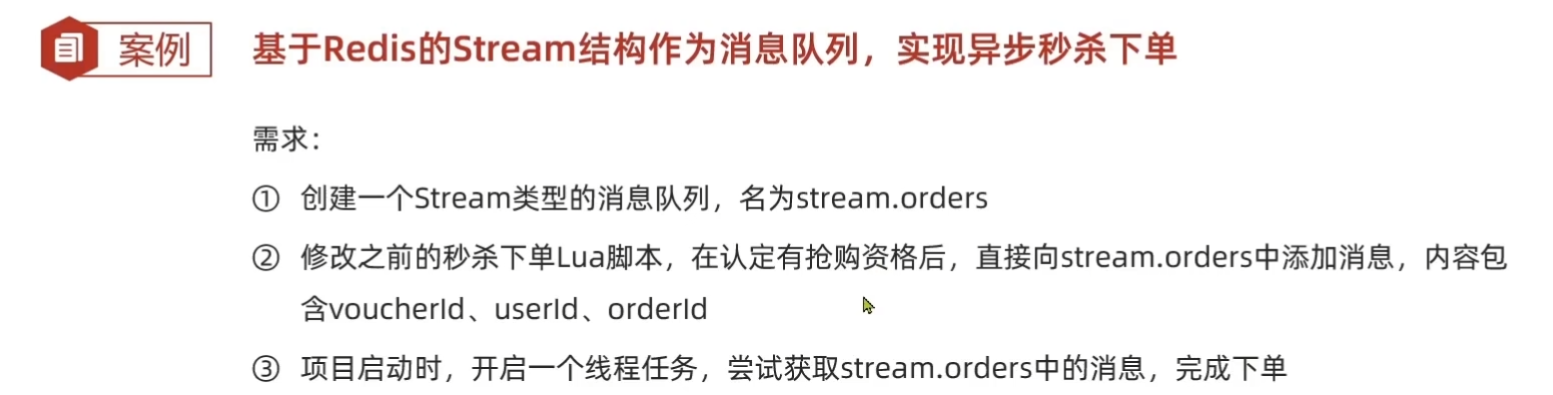 案例 基于Redis的Stream结构作为消息队列，实现异步秒杀下单
需求：
① 创建一个Stream类型的消息队列，名为stream.orders
② 修改之前的秒杀下单Lua脚本，在认定有抢购资格后，直接向stream.orders中添加消息，内容包
含voucherId、userId、orderId
③ 项目启动时，开启一个线程任务，尝试获取stream.orders中的消息，完成下单